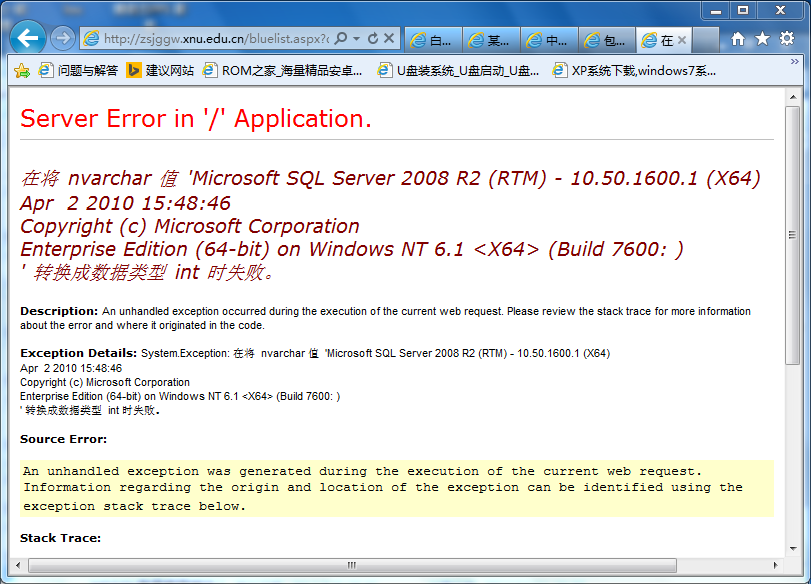 http://zsjggw.xnu.edu.cn/bluelist.aspx?c
白...
某...
中...
包...
在
问题与解答 建议网站 ROM之家_海量精品安卓... U盘装系统_U盘启动_U盘... XP系统下载,windows7系...
Server Error in '/' Application.
在将 nvarchar 值 'Microsoft SQL Server 2008 R2 (RTM) - 10.50.1600.1 (X64)
Apr  2 2010 15:48:46
Copyright (c) Microsoft Corporation
Enterprise Edition (64-bit) on Windows NT 6.1 <X64> (Build 7600: )
' 转换成数据类型 int 时失败。
Description: An unhandled exception occurred during the execution of the current web request. Please review the stack trace for more information
about the error and where it originated in the code.
Exception Details: System.Exception: 在将 nvarchar 值 'Microsoft SQL Server 2008 R2 (RTM) - 10.50.1600.1 (X64)
Apr  2 2010 15:48:46
Copyright (c) Microsoft Corporation
Enterprise Edition (64-bit) on Windows NT 6.1 <X64> (Build 7600: )
' 转换成数据类型 int 时失败。
Source Error:
An unhandled exception was generated during the execution of the current web request.
Information regarding the origin and location of the exception can be identified using the
exception stack trace below.
Stack Trace: